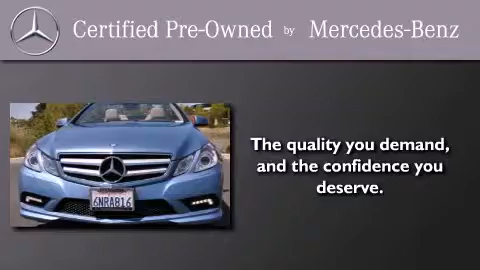 Certified Pre-Owned by Mercedes-Benz
The quality you demand,
and the confidence you
deserve.
6NRA816